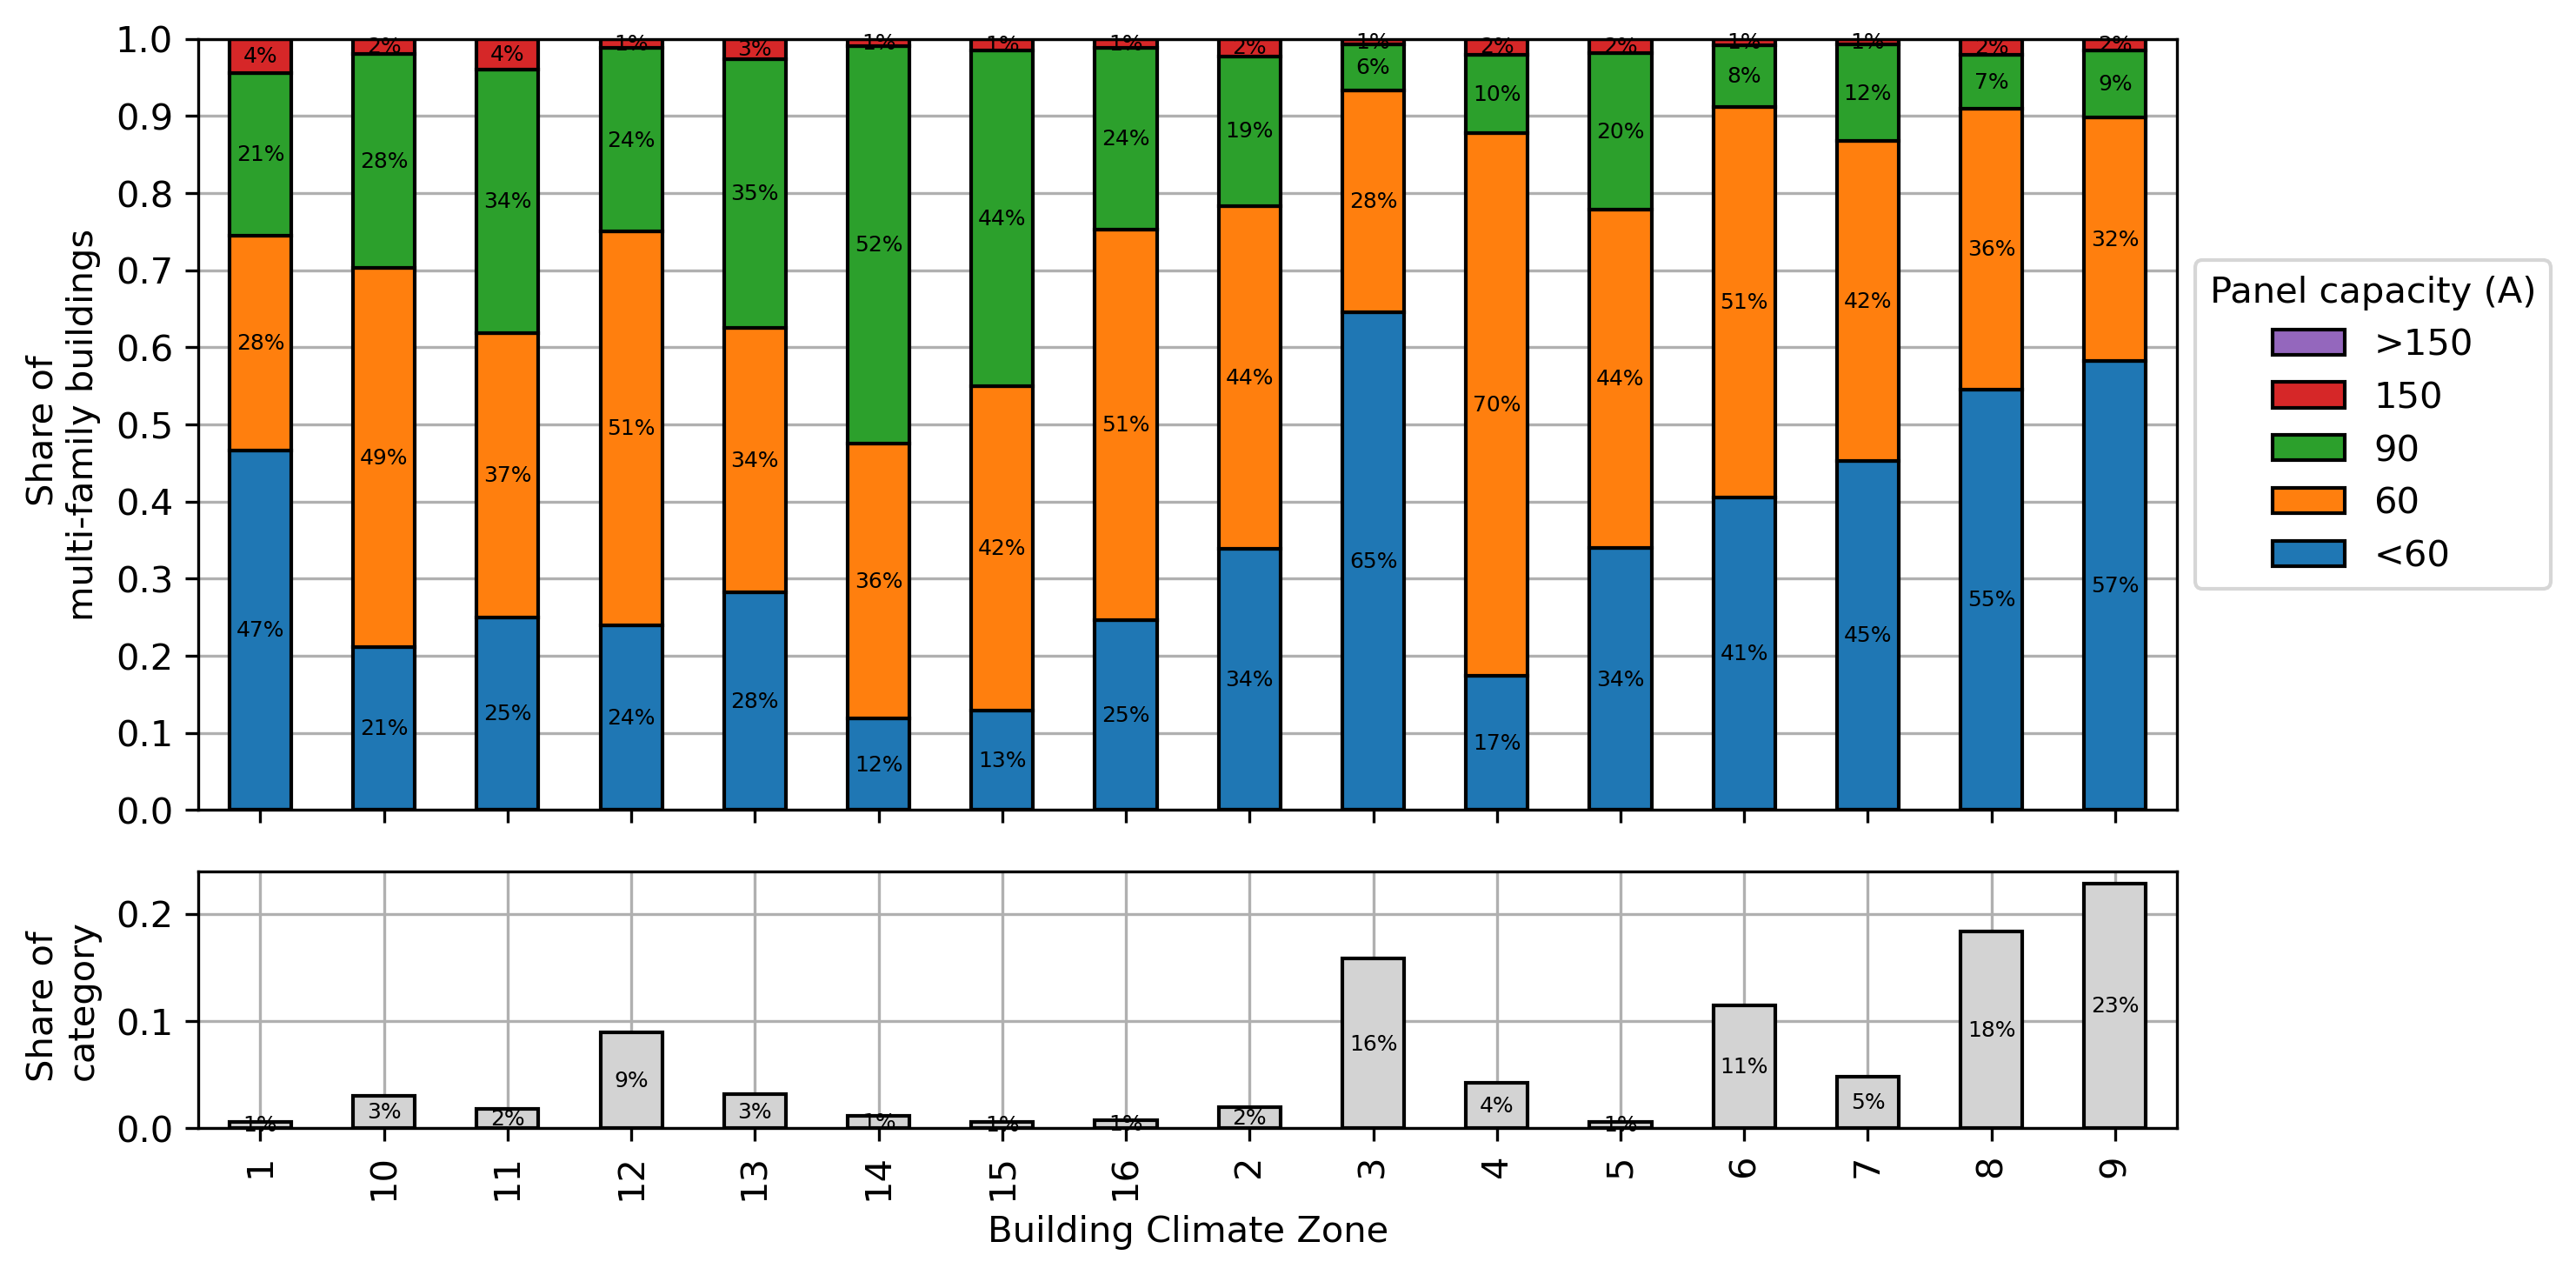 1.0
0.9
0.8
0.7
0.6
0.5
0.4
0.3
0.2
0.1
0.0
Share of
multi-family buildings
4% 2% 4% 1% 3% 1% 1% 1% 2% 1% 2% 2% 1% 1% 2% 2%
21% 28% 34% 24% 35% 52% 44% 24% 19% 6% 10% 20% 8% 12% 7% 9%
28% 49% 37% 51% 34% 36% 42% 51% 44% 28% 70% 44% 51% 42% 36% 32%
47% 21% 25% 24% 28% 12% 13% 25% 34% 65% 17% 34% 41% 45% 55% 57%
Panel capacity (A)
>150
150
90
60
<60
0.2
0.1
0.0
Share of
category
1% 3% 2% 9% 3% 1% 1% 1% 2% 16% 4% 1% 11% 5% 18% 23%
1 10 11 12 13 14 15 16 2 3 4 5 6 7 8 9
Building Climate Zone